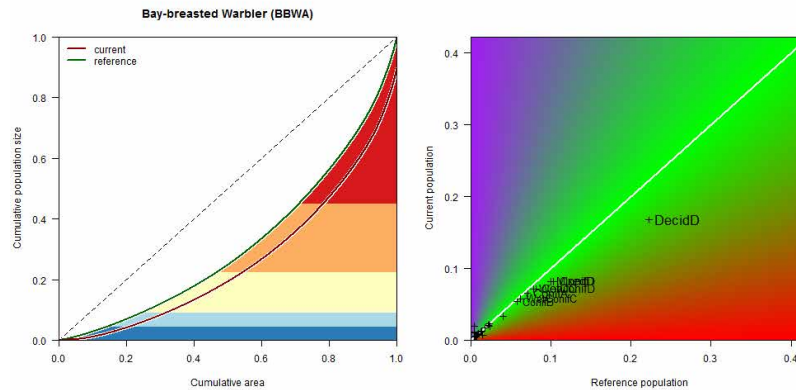 Bay-breasted Warbler (BBWA)
current
reference
Cumulative population size
0.0
0.2
0.4
0.6
0.8
1.0
0.0
0.2
0.4
0.6
0.8
1.0
Cumulative area
Current population
0.0
0.1
0.2
0.3
0.4
DecidD
0.0
0.1
0.2
0.3
0.4
Reference population